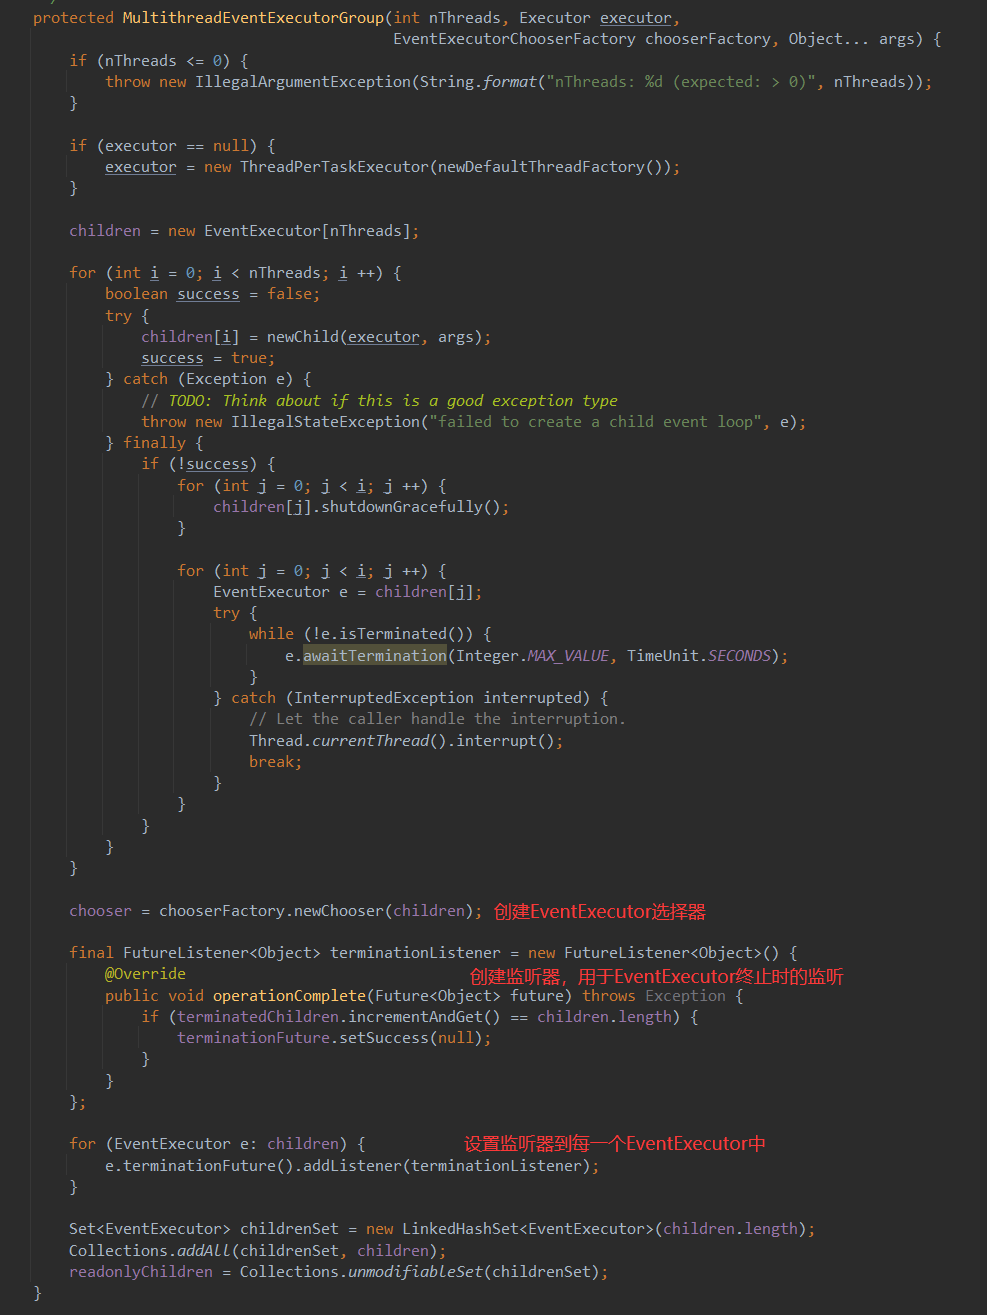 protected MultithreadEventExecutorGroup(int nThreads, Executor executor,
                                        EventExecutorChooserFactory chooserFactory, Object... args) {
    if (nThreads <= 0) {
        throw new IllegalArgumentException(String.format("nThreads: %d (expected: > 0)", nThreads));
    }

    if (executor == null) {
        executor = new ThreadPerTaskExecutor(newDefaultThreadFactory());
    }

    children = new EventExecutor[nThreads];

    for (int i = 0; i < nThreads; i ++) {
        boolean success = false;
        try {
            children[i] = newChild(executor, args);
            success = true;
        } catch (Exception e) {
            // TODO: Think about if this is a good exception type
            throw new IllegalStateException("failed to create a child event loop", e);
        } finally {
            if (!success) {
                for (int j = 0; j < i; j ++) {
                    children[j].shutdownGracefully();
                }

                for (int j = 0; j < i; j ++) {
                    EventExecutor e = children[j];
                    try {
                        while (!e.isTerminated()) {
                            e.awaitTermination(Integer.MAX_VALUE, TimeUnit.SECONDS);
                        }
                    } catch (InterruptedException interrupted) {
                        // Let the caller handle the interruption.
                        Thread.currentThread().interrupt();
                        break;
                    }
                }
            }
        }
    }

    chooser = chooserFactory.newChooser(children); 创建EventExecutor选择器

    final FutureListener<Object> terminationListener = new FutureListener<Object>() {
        @Override 创建监听器，用于EventExecutor终止时的监听
        public void operationComplete(Future<Object> future) throws Exception {
            if (terminatedChildren.incrementAndGet() == children.length) {
                terminationFuture.setSuccess(null);
            }
        }
    };

    for (EventExecutor e: children) { 设置监听器到每一个EventExecutor中
        e.terminationFuture().addListener(terminationListener);
    }

    Set<EventExecutor> childrenSet = new LinkedHashSet<EventExecutor>(children.length);
    Collections.addAll(childrenSet, children);
    readonlyChildren = Collections.unmodifiableSet(childrenSet);
}